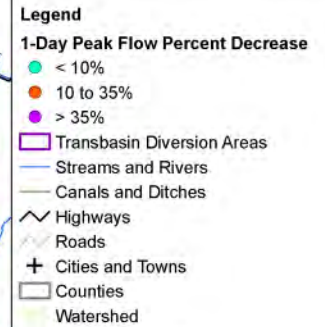 Legend
1-Day Peak Flow Percent Decrease
< 10%
10 to 35%
> 35%
Transbasin Diversion Areas
Streams and Rivers
Canals and Ditches
Highways
Roads
Cities and Towns
Counties
Watershed